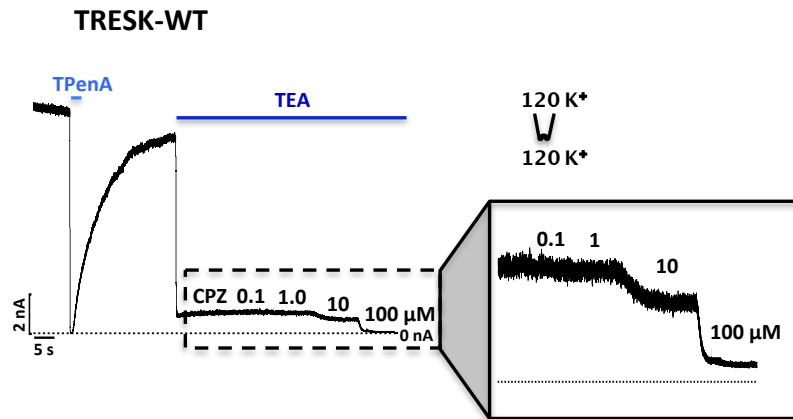 TRESK-WT
TPenA
TEA
120 K⁺
120 K⁺
CPZ 0.1 1.0 10 100 µM
0 nA
2 nA
5 s
0.1 1 10 100 µM